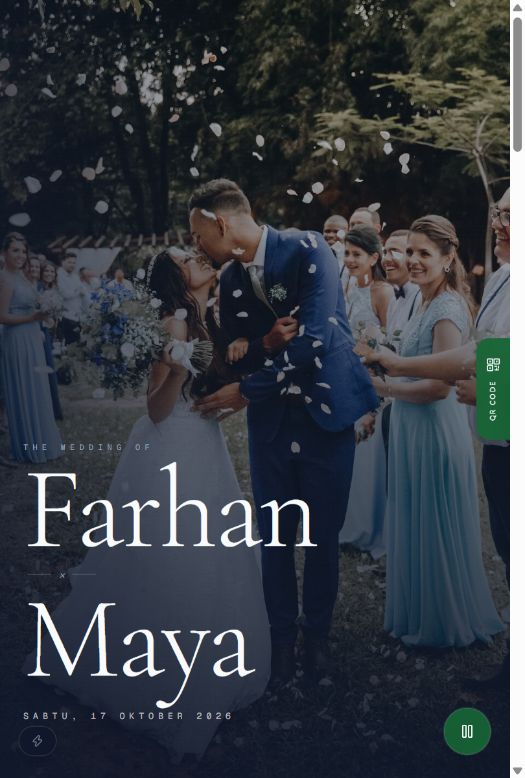 THE WEDDING OF
Farhan
×
Maya
SABTU, 17 OKTOBER 2026
QR CODE